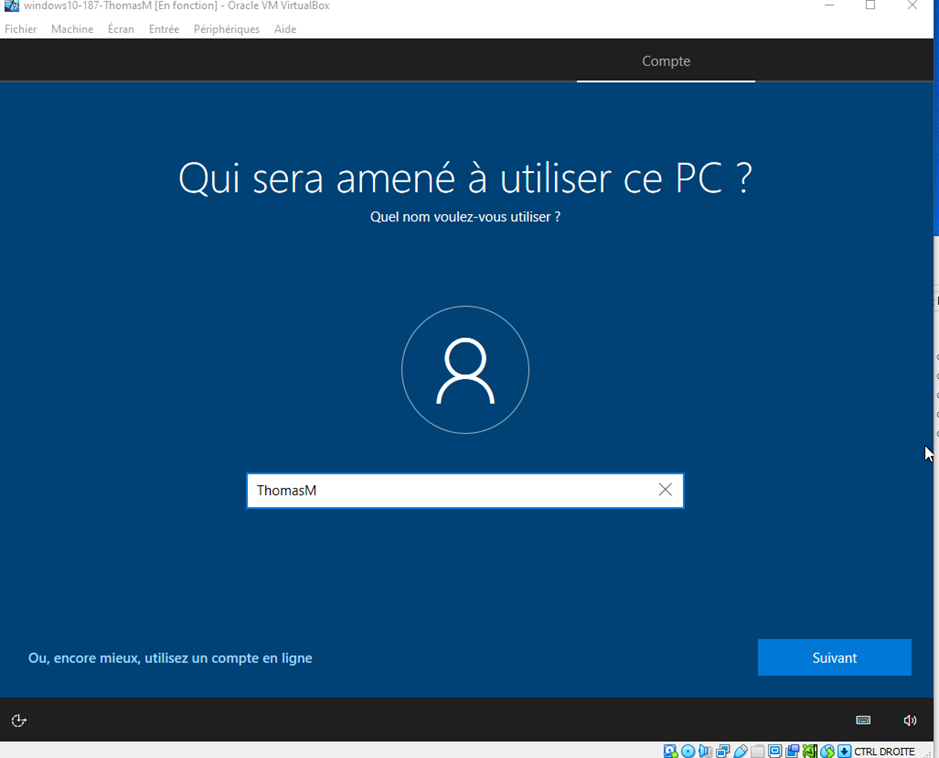 windows10-187-ThomasM [En fonction] - Oracle VM VirtualBox
Fichier Machine Écran Entrée Périphériques Aide
Compte
Qui sera amené à utiliser ce PC ?
Quel nom voulez-vous utiliser ?
ThomasM
Ou, encore mieux, utilisez un compte en ligne
Suivant
CTRL DROITE